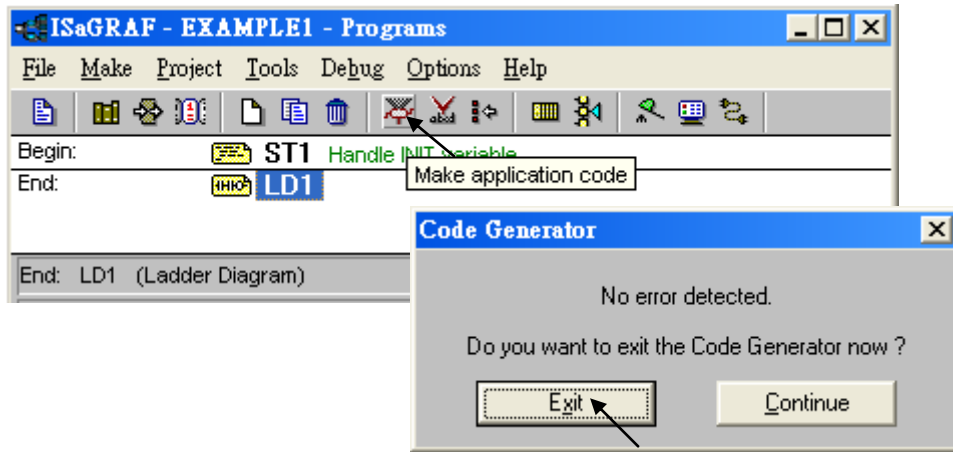 ISaGRAF - EXAMPLE1 - Programs
File Make Project Tools Debug Options Help
Begin: ST1 Handle INIT variable
Make application code
End: LD1
End: LD1 (Ladder Diagram)
Code Generator
No error detected.
Do you want to exit the Code Generator now ?
Exit Continue